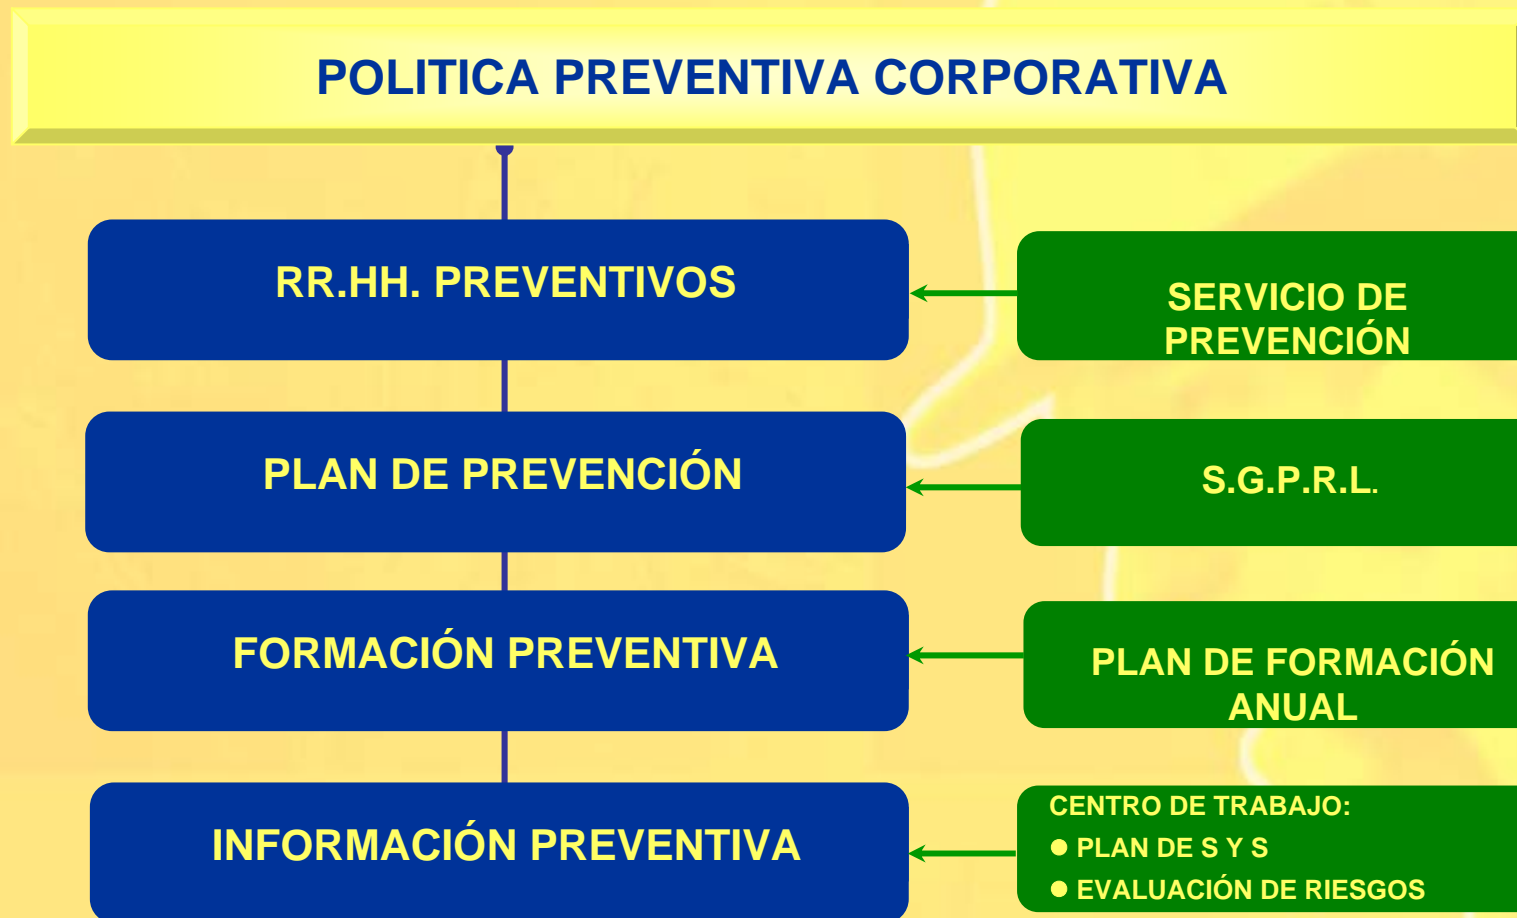 POLITICA PREVENTIVA CORPORATIVA
RR.HH. PREVENTIVOS
SERVICIO DE
PREVENCIÓN
PLAN DE PREVENCIÓN
S.G.P.R.L.
FORMACIÓN PREVENTIVA
PLAN DE FORMACIÓN
ANUAL
INFORMACIÓN PREVENTIVA
CENTRO DE TRABAJO:
● PLAN DE S Y S
● EVALUACIÓN DE RIESGOS